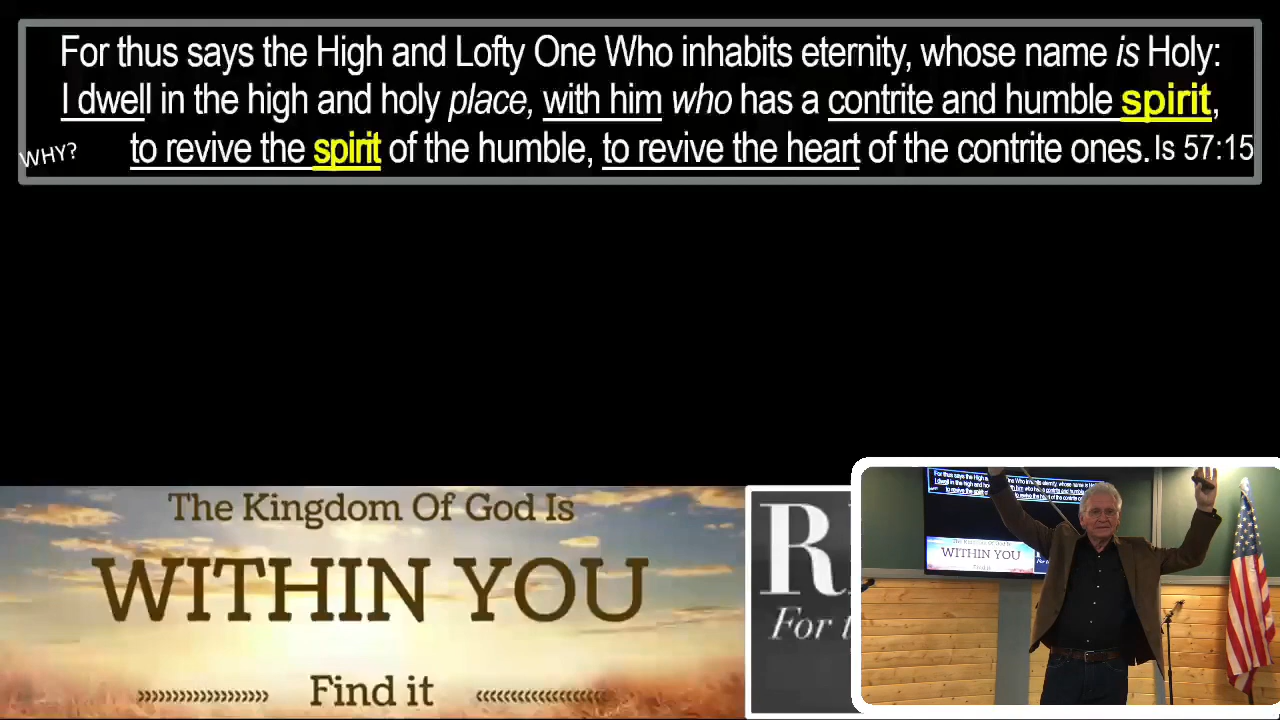 For thus says the High and Lofty One Who inhabits eternity, whose name is Holy:
I dwell in the high and holy place, with him who has a contrite and humble spirit,
WHY? to revive the spirit of the humble, to revive the heart of the contrite ones. Is 57:15
The Kingdom Of God Is
WITHIN YOU
»»»»»»»»»»»» Find it «««««««««««««
R
For t
WITHIN YOU